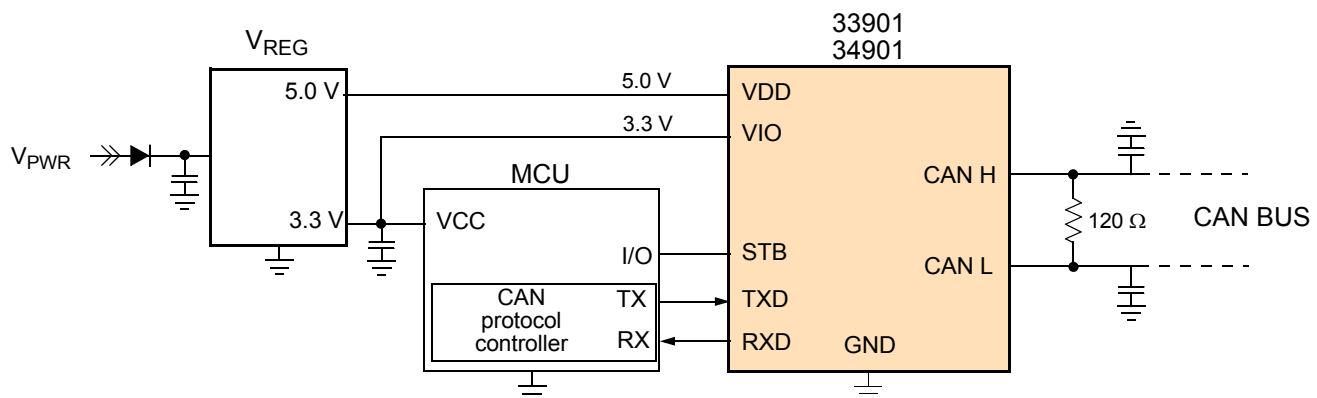 33901
34901
VREG
5.0 V
5.0 V
VDD
3.3 V
VIO
VPWR
MCU
CAN H
3.3 V
VCC
120 Ω
CAN BUS
I/O
STB
CAN L
CAN
protocol
controller
TX
TXD
RX
RXD
GND